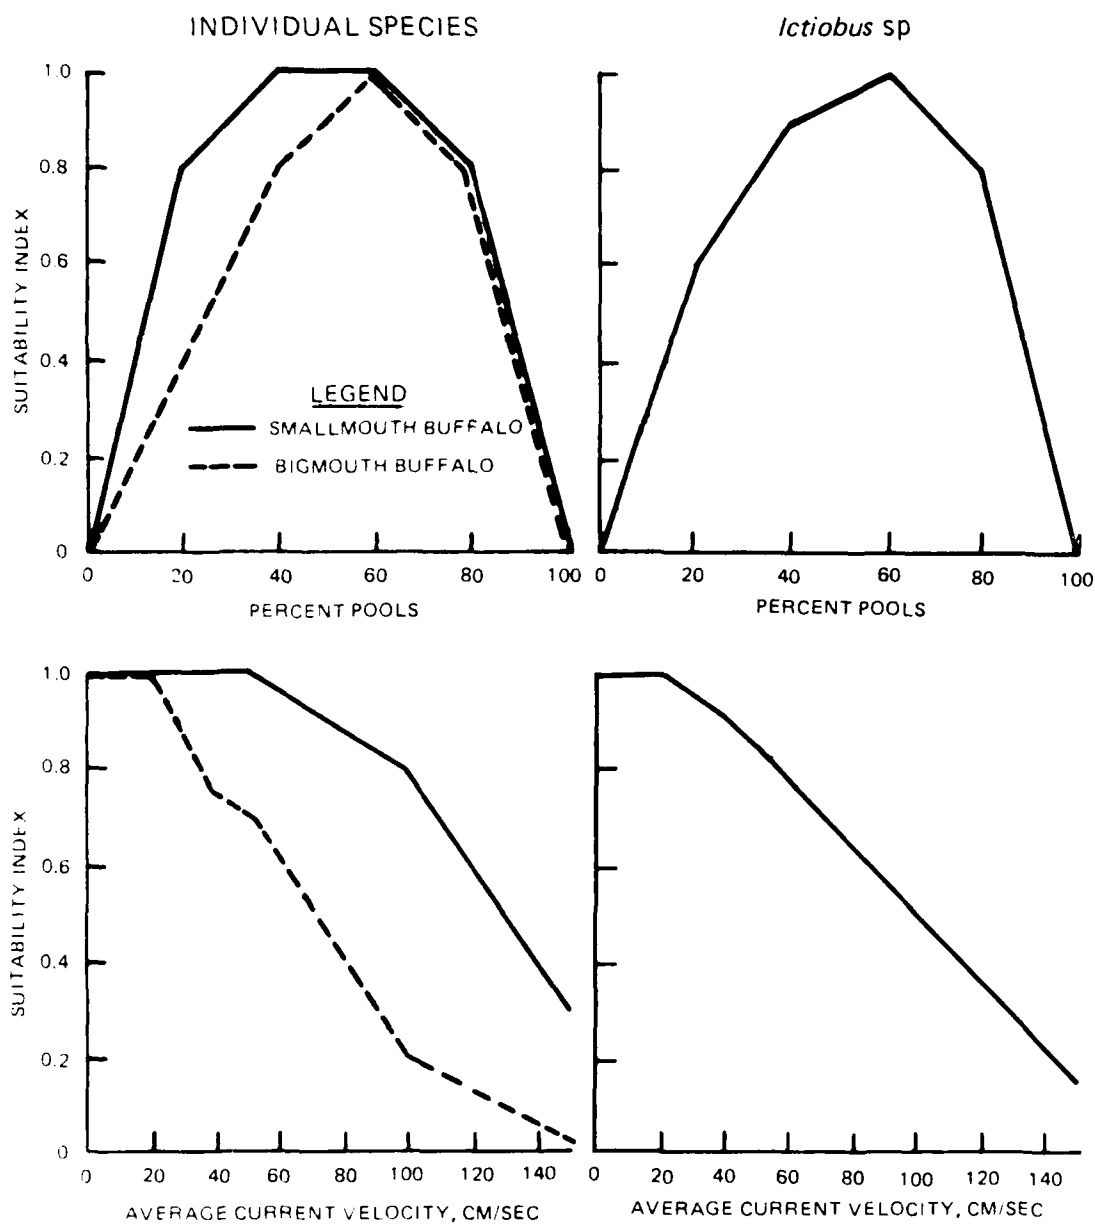 INDIVIDUAL SPECIES
Ictiobus sp
1.0
0.8
0.6
0.4
0.2
0
SUITABILITY INDEX
LEGEND
SMALLMOUTH BUFFALO
BIGMOUTH BUFFALO
0 20 40 60 80 100
PERCENT POOLS
0 20 40 60 80 100
PERCENT POOLS
1.0
0.8
0.6
0.4
0.2
0
SUITABILITY INDEX
0 20 40 60 80 100 120 140
AVERAGE CURRENT VELOCITY, CM/SEC
0 20 40 60 80 100 120 140
AVERAGE CURRENT VELOCITY, CM/SEC